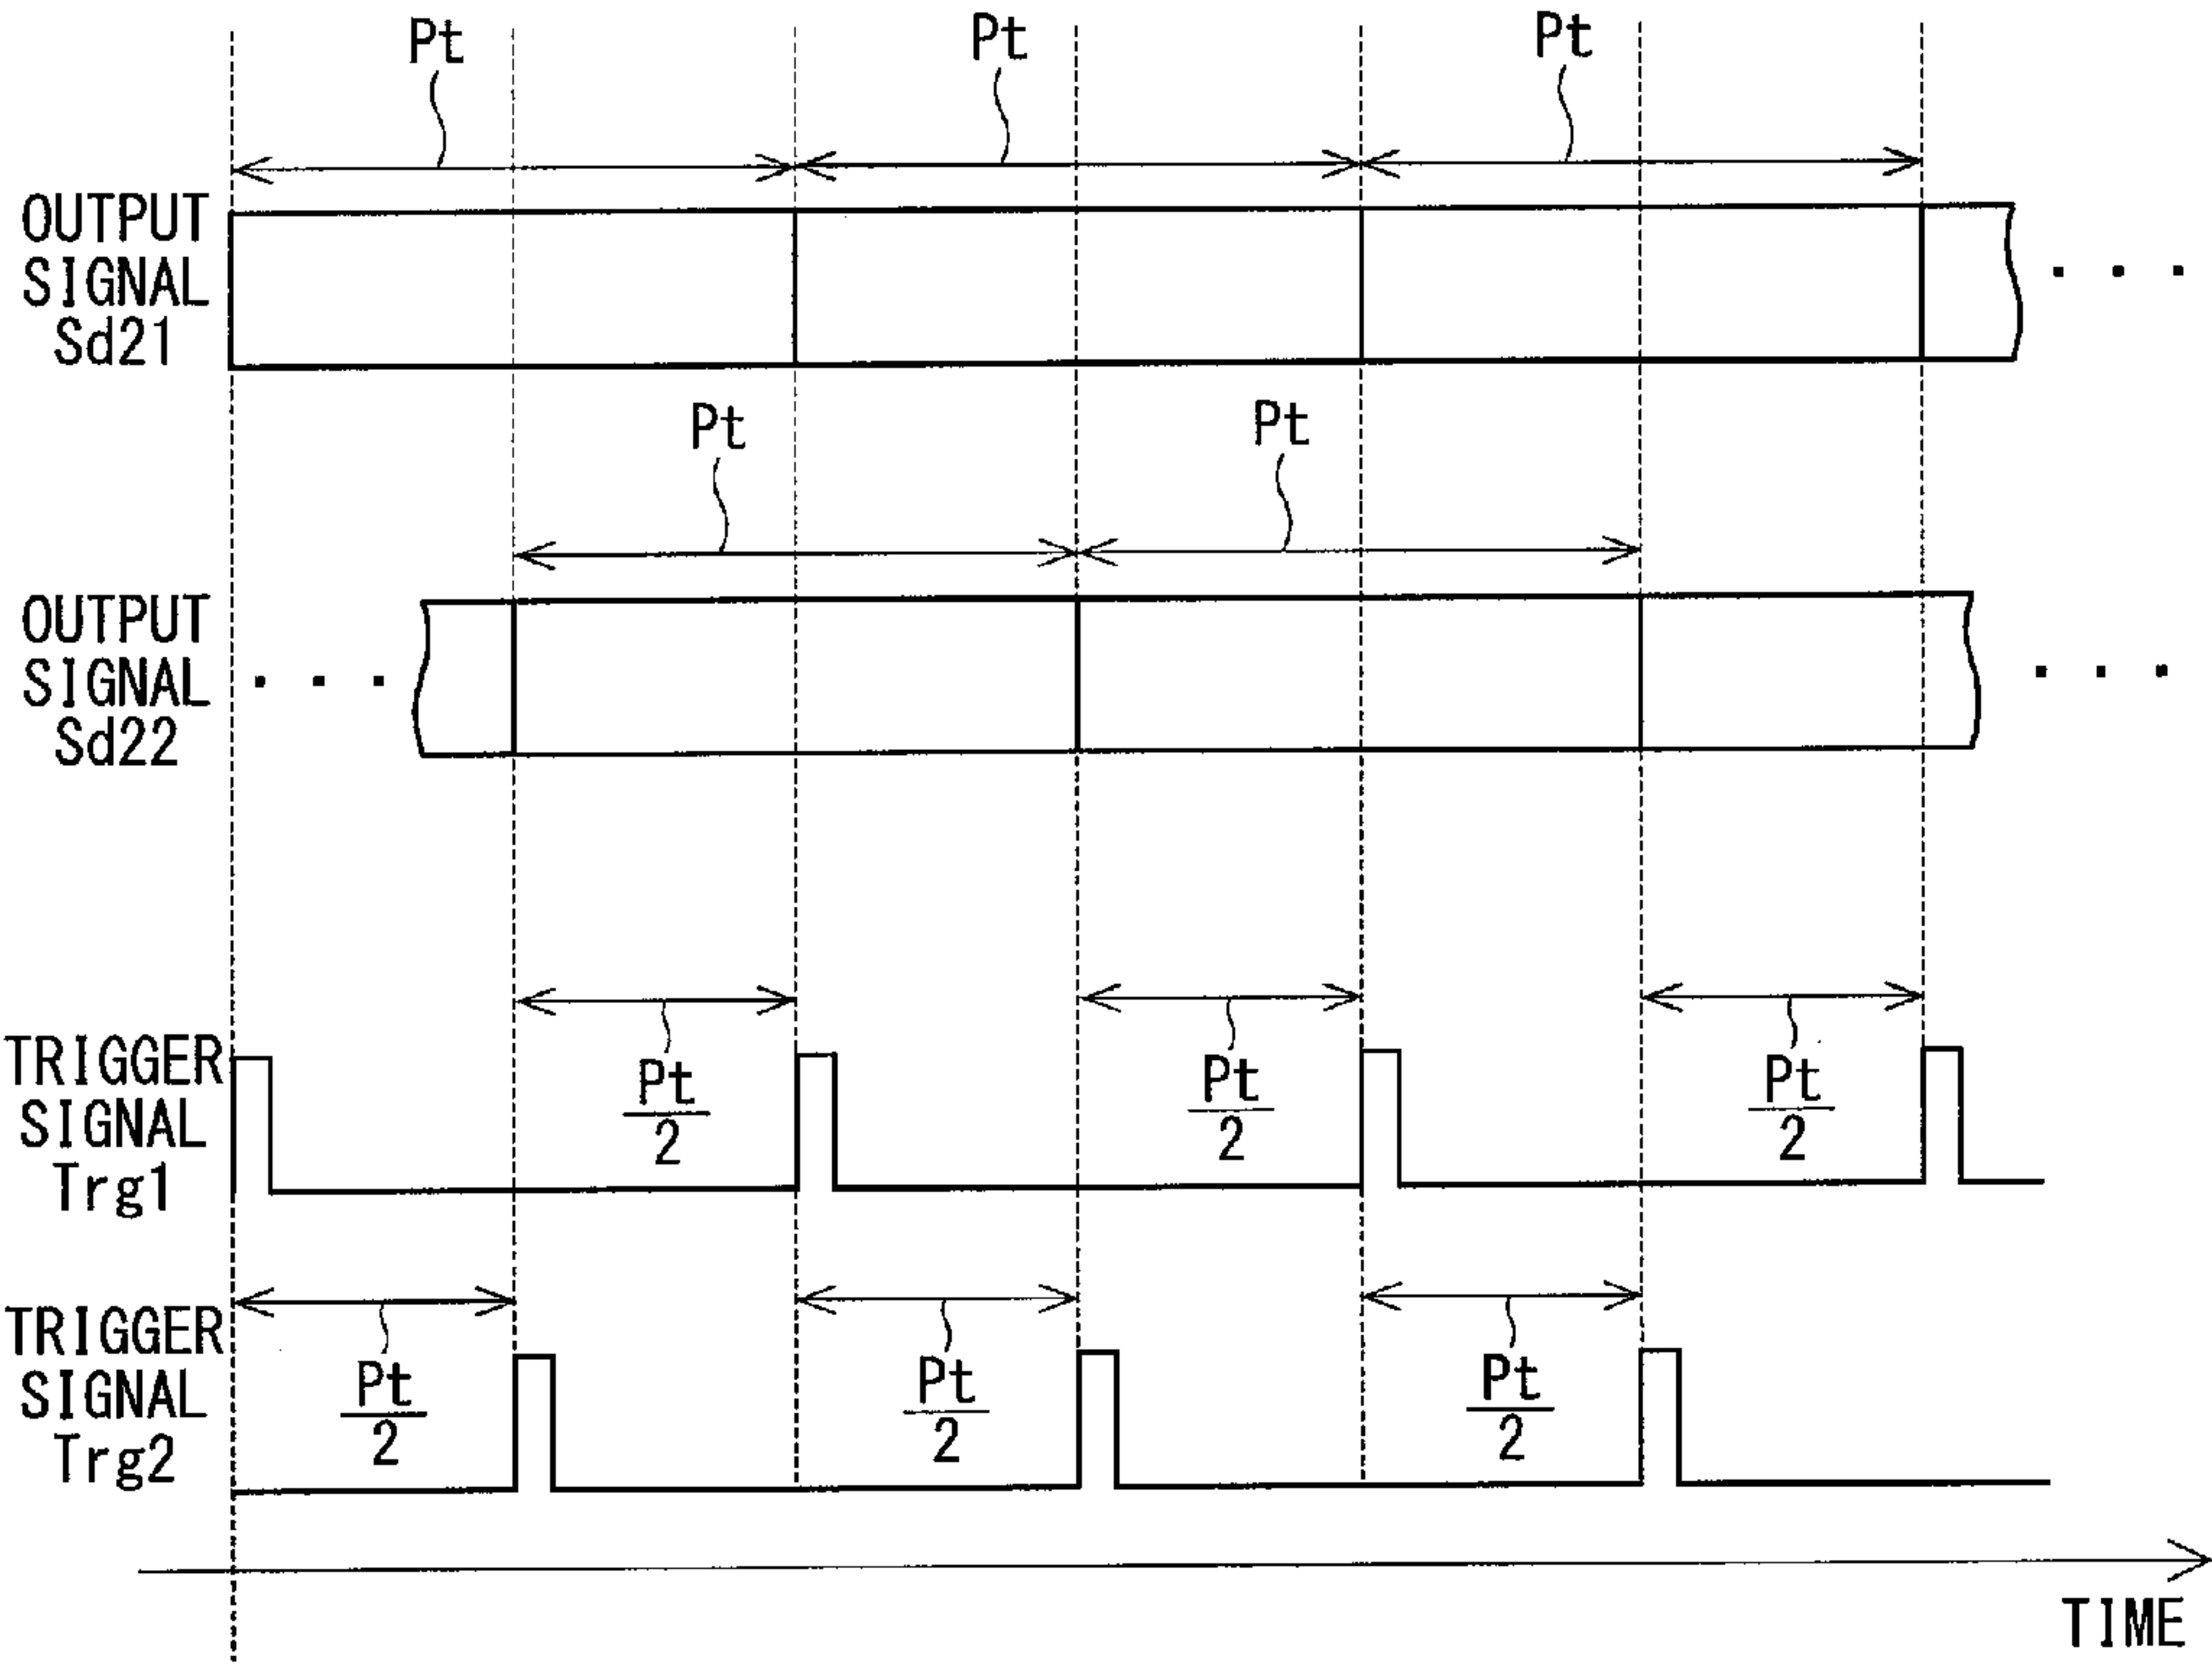 Pt Pt Pt
OUTPUT
SIGNAL
Sd21
. . .
Pt Pt
OUTPUT
SIGNAL
Sd22
. . . . . .
TRIGGER
SIGNAL
Trg1
Pt
2
Pt
2
Pt
2
TRIGGER
SIGNAL
Trg2
Pt
2
Pt
2
Pt
2
TIME